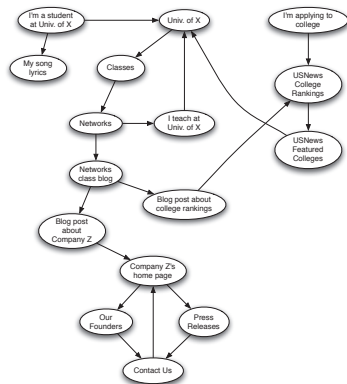 I'm a student
at Univ. of X
Univ. of X
I'm applying to
college
My song
lyrics
Classes
USNews
College
Rankings
Networks
I teach at
Univ. of X
USNews
Featured
Colleges
Networks
class blog
Blog post about
college rankings
Blog post
about
Company Z
Company Z's
home page
Our
Founders
Press
Releases
Contact Us